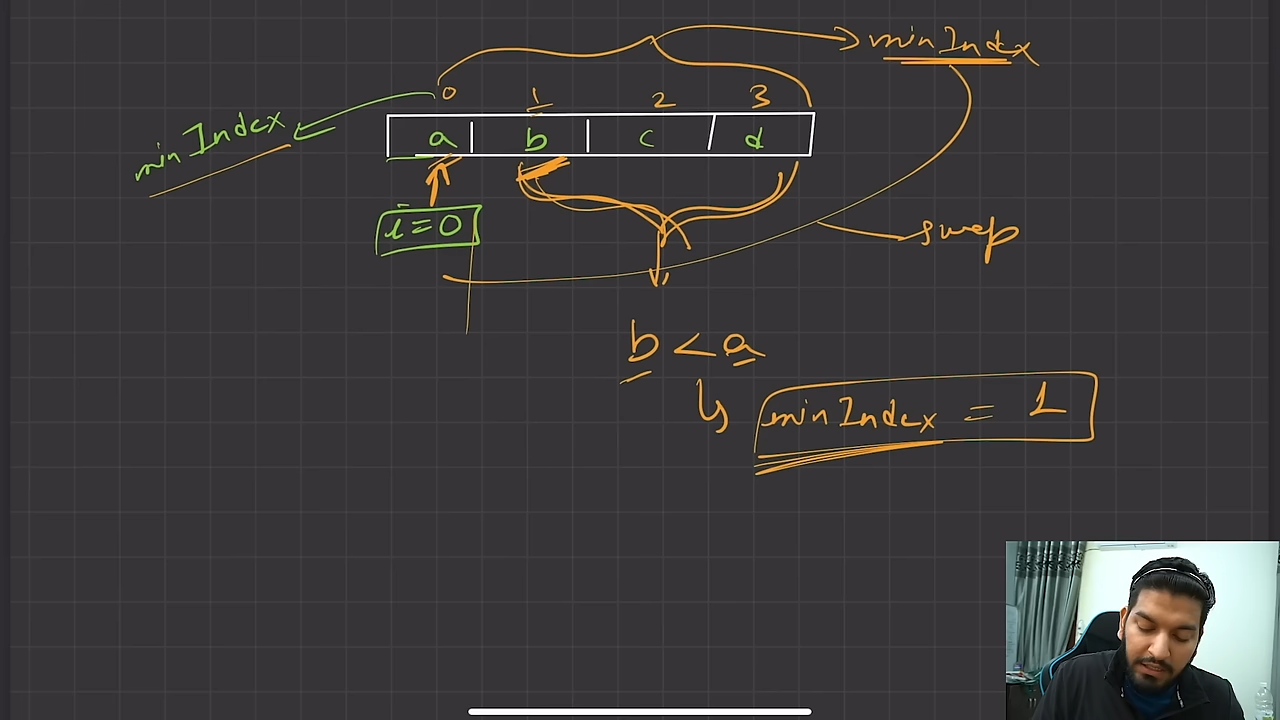 minIndex
0 1 2 3
minIndex
a b c d
i=0
swap
b < a
minIndex = 1